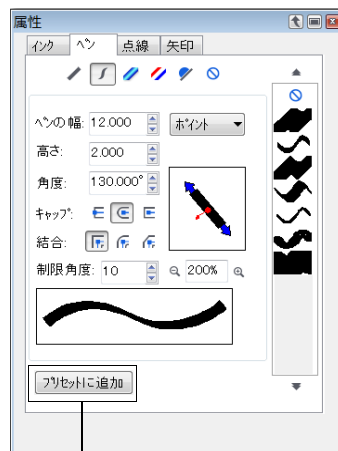 属性
インク ペン 点線 矢印
ペンの幅: 12.000 ポイント
高さ: 2.000
角度: 130.000°
キャップ:
結合:
制限角度: 10 200%
プリセットに追加